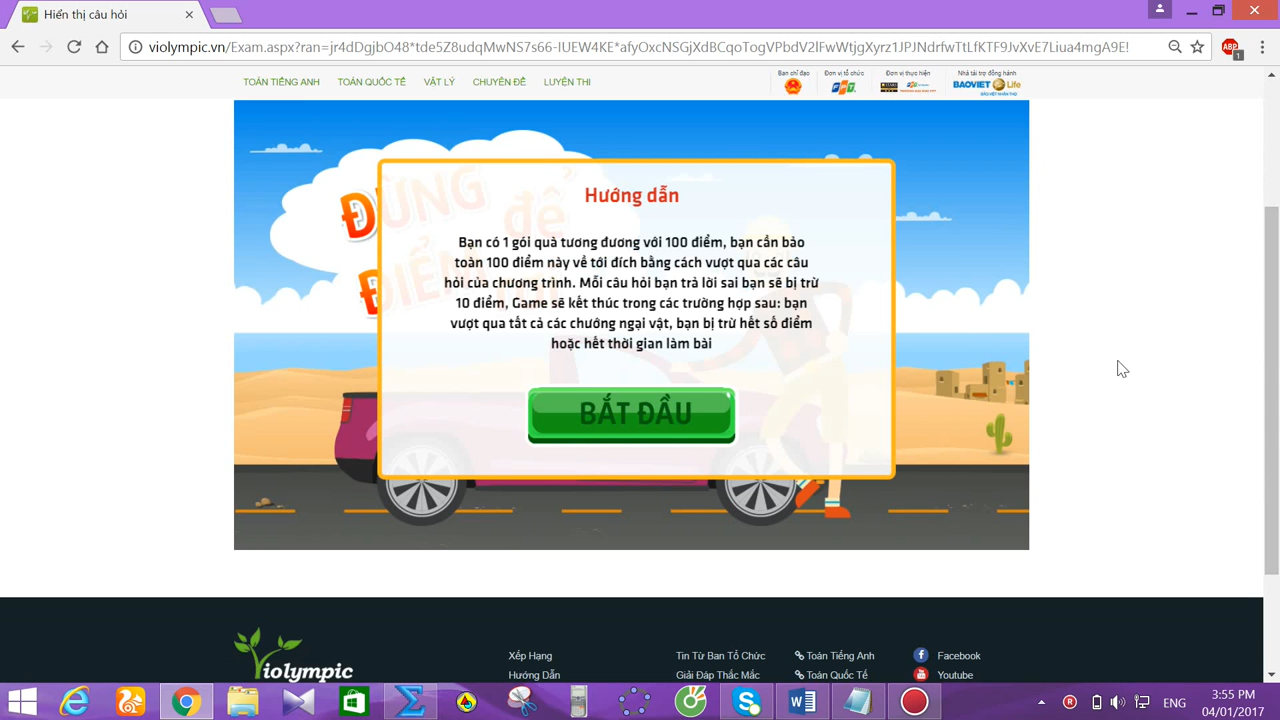 Hiển thị câu hỏi
violympic.vn/Exam.aspx?ran=jr4dDgjbO48*tde5Z8udqMwNS7s66-IUEW4KE*afyOxcNSGjXdBCqoTogVPbdV2lFwWtjgXyrz1JPJNdrfwTtLfKTF9JvXvE7Liua4mgA9E!
ABP
1
TOÁN TIẾNG ANH TOÁN QUỐC TẾ VẬT LÝ CHUYÊN ĐỀ LUYỆN THI
Ban chỉ đạo Đơn vị tổ chức Đơn vị thực hiện Nhà tài trợ đồng hành
FPT BAOVIET Life
ĐỪNG để
ĐIỂM
Hướng dẫn
Bạn có 1 gói quà tương đương với 100 điểm, bạn cần bảo
toàn 100 điểm này về tới đích bằng cách vượt qua các câu
hỏi của chương trình. Mỗi câu hỏi bạn trả lời sai bạn sẽ bị trừ
10 điểm, Game sẽ kết thúc trong các trường hợp sau: bạn
vượt qua tất cả các chướng ngại vật, bạn bị trừ hết số điểm
hoặc hết thời gian làm bài
BẮT ĐẦU
Violympic
Xếp Hạng Tin Từ Ban Tổ Chức Toán Tiếng Anh Facebook
Hướng Dẫn Giải Đáp Thắc Mắc Toán Quốc Tế Youtube
ENG
3:55 PM
04/01/2017